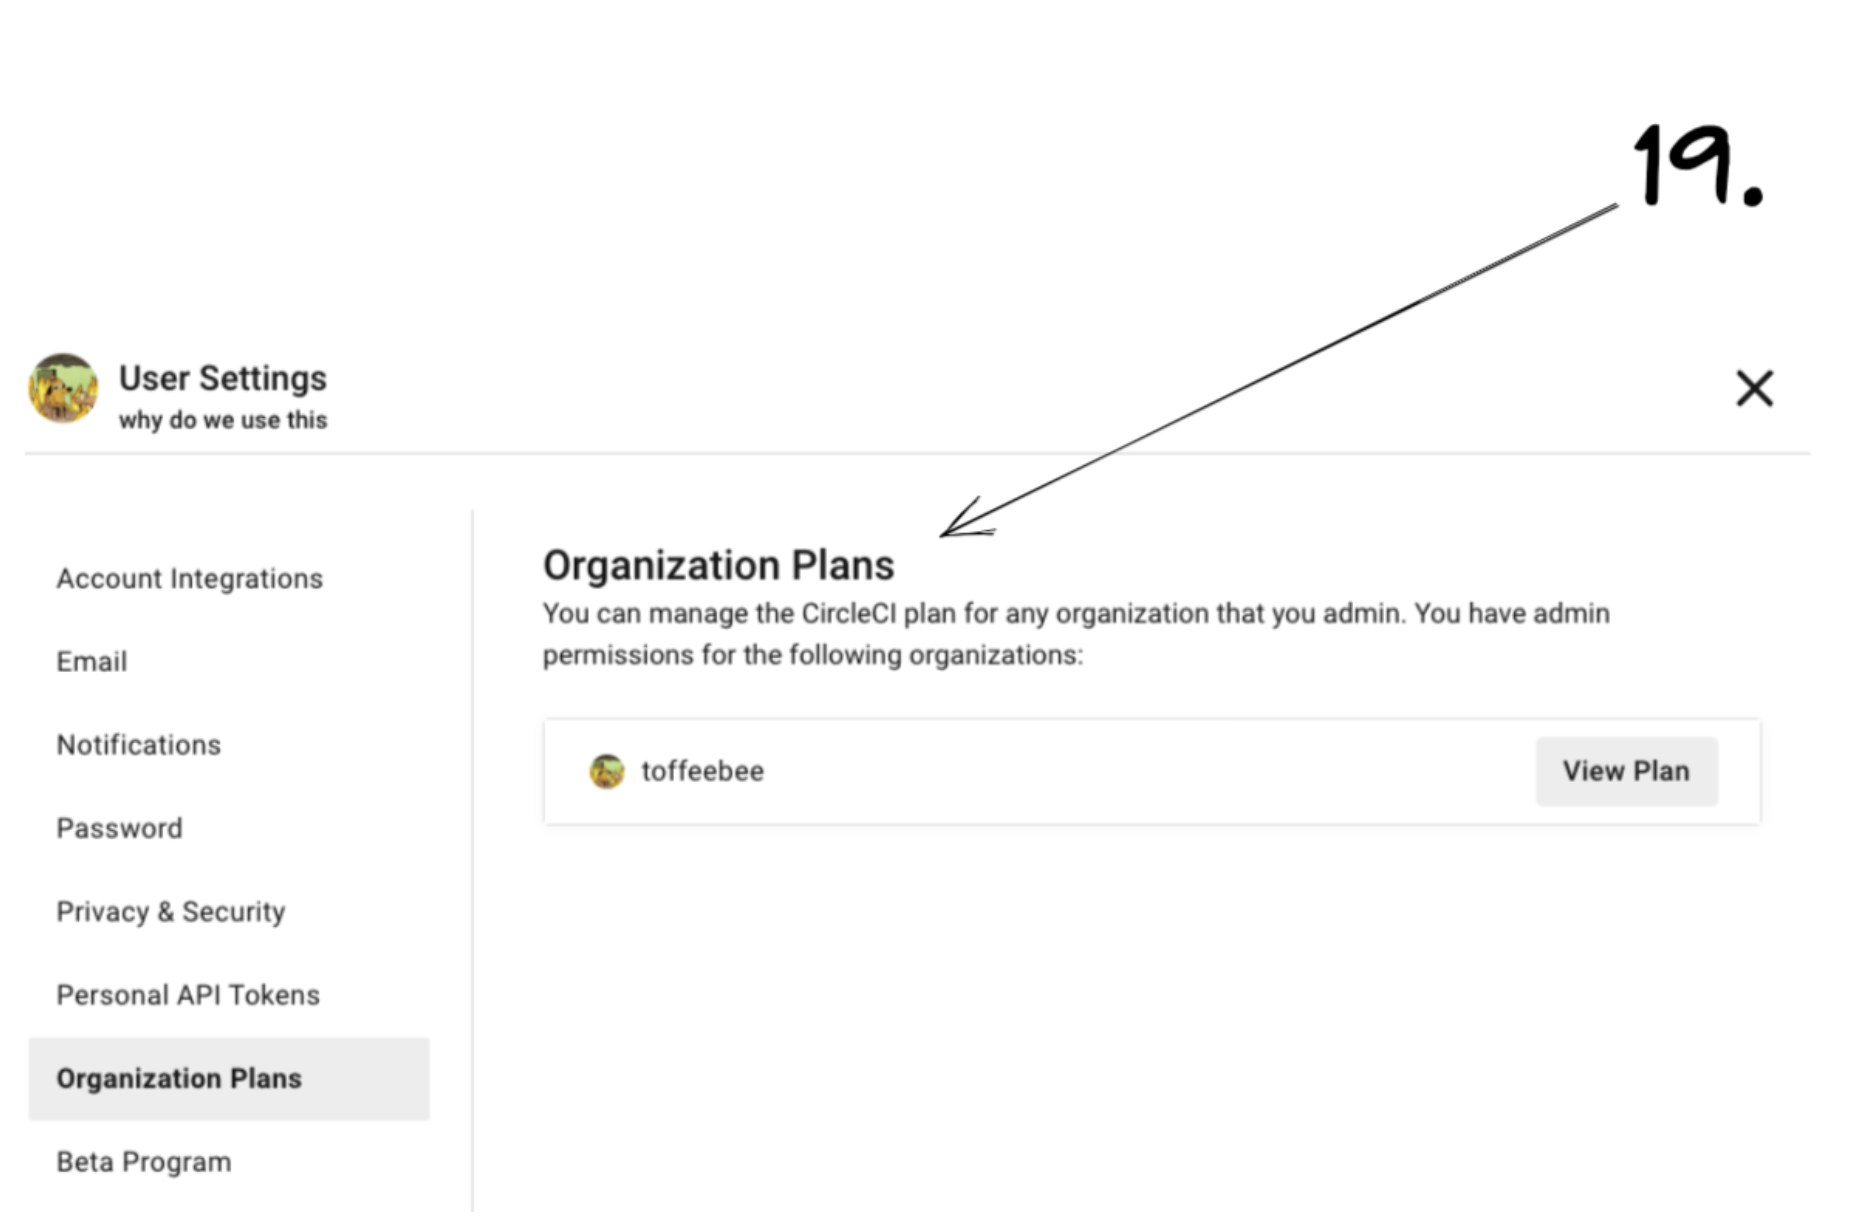 19.
User Settings
why do we use this
Account Integrations
Email
Notifications
Password
Privacy & Security
Personal API Tokens
Organization Plans
Beta Program
Organization Plans
You can manage the CircleCI plan for any organization that you admin. You have admin
permissions for the following organizations:
toffeebee
View Plan